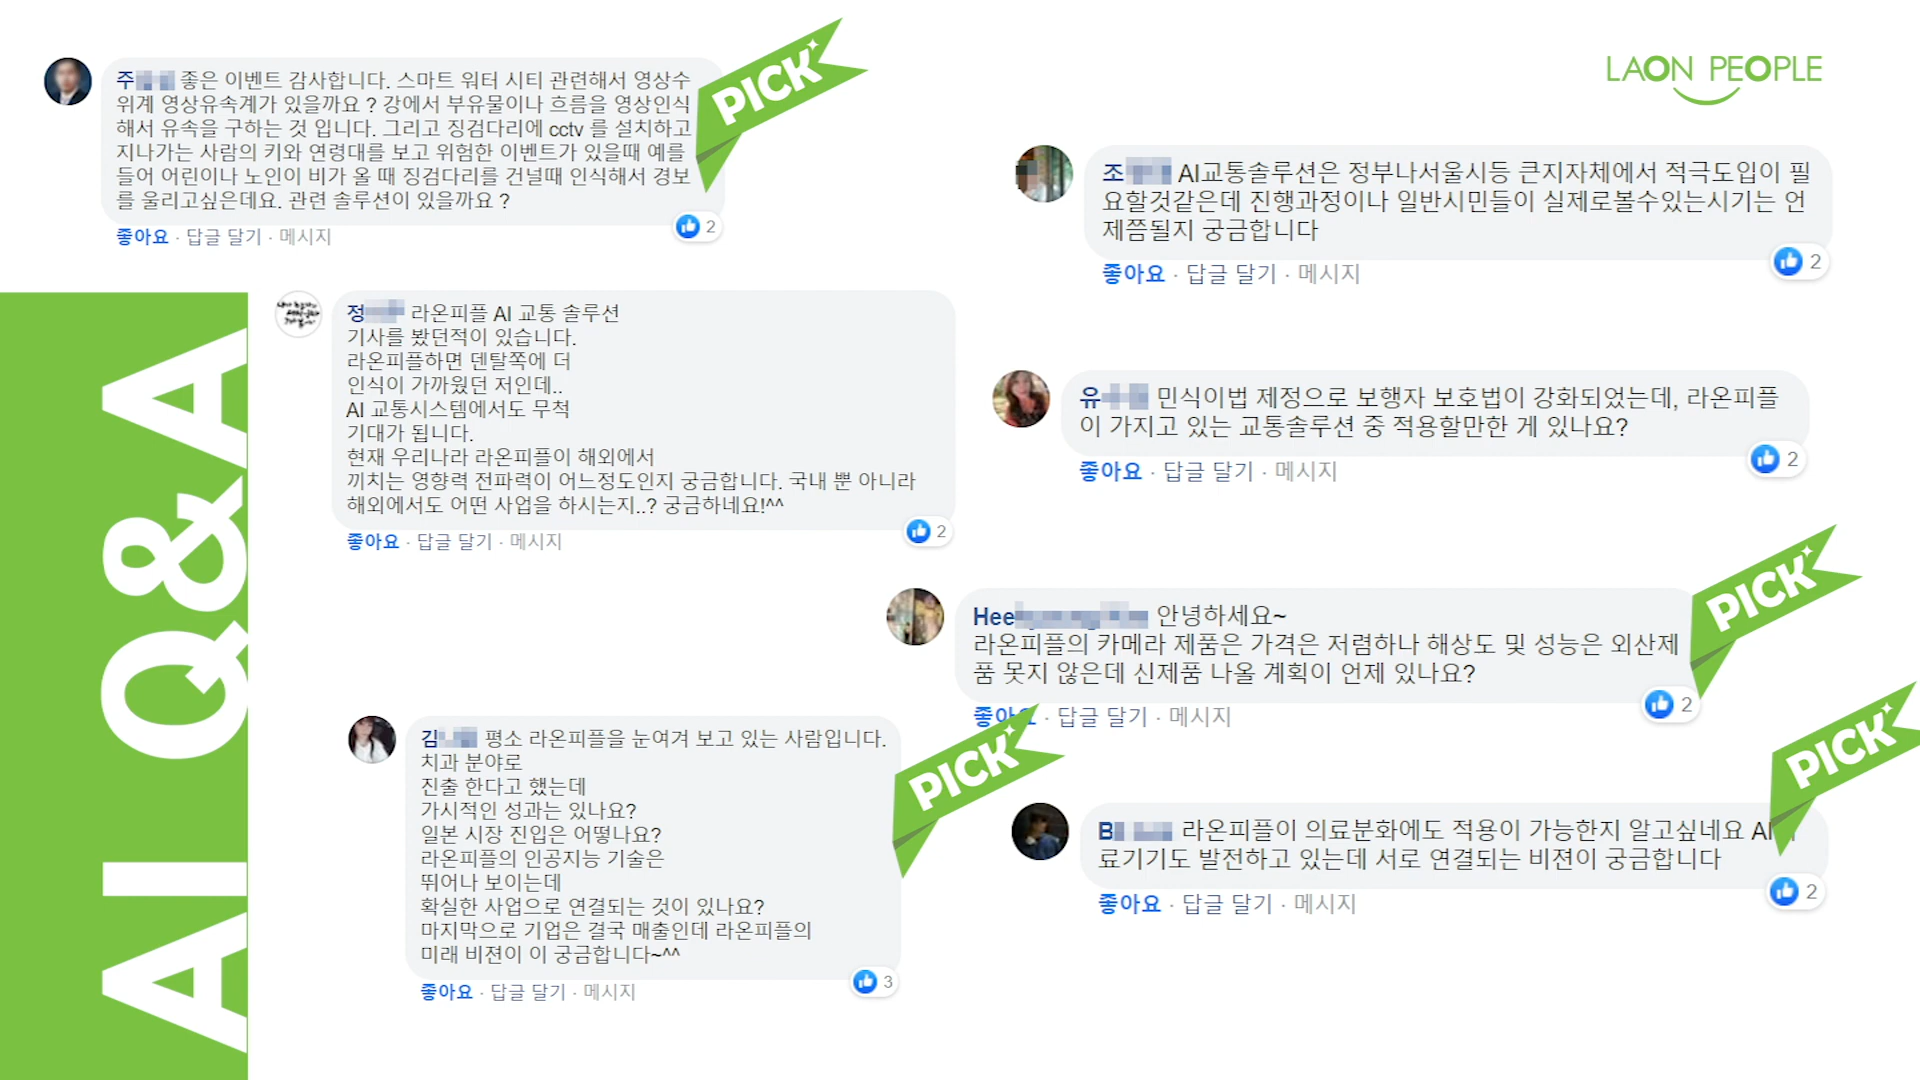 LAON PEOPLE
AI Q&A
주 좋은 이벤트 감사합니다. 스마트 워터 시티 관련해서 영상수
위계 영상유속계가 있을까요 ? 강에서 부유물이나 흐름을 영상인식
해서 유속을 구하는 것 입니다. 그리고 징검다리에 cctv 를 설치하고
지나가는 사람의 키와 연령대를 보고 위험한 이벤트가 있을때 예를
들어 어린이나 노인이 비가 올 때 징검다리를 건널때 인식해서 경보
를 울리고싶은데요. 관련 솔루션이 있을까요 ?
좋아요 · 답글 달기 · 메시지
2
PICK
정 라온피플 AI 교통 솔루션
기사를 봤던적이 있습니다.
라온피플하면 덴탈쪽에 더
인식이 가까웠던 저인데..
AI 교통시스템에서도 무척
기대가 됩니다.
현재 우리나라 라온피플이 해외에서
끼치는 영향력 전파력이 어느정도인지 궁금합니다. 국내 뿐 아니라
해외에서도 어떤 사업을 하시는지..? 궁금하네요!^^
좋아요 · 답글 달기 · 메시지
2
김 평소 라온피플을 눈여겨 보고 있는 사람입니다.
치과 분야로
진출 한다고 했는데
가시적인 성과는 있나요?
일본 시장 진입은 어떻나요?
라온피플의 인공지능 기술은
뛰어나 보이는데
확실한 사업으로 연결되는 것이 있나요?
마지막으로 기업은 결국 매출인데 라온피플의
미래 비젼이 이 궁금합니다~^^
좋아요 · 답글 달기 · 메시지
3
PICK
조 AI교통솔루션은 정부나서울시등 큰지자체에서 적극도입이 필
요할것같은데 진행과정이나 일반시민들이 실제로볼수있는시기는 언
제쯤될지 궁금합니다
좋아요 · 답글 달기 · 메시지
2
유 민식이법 제정으로 보행자 보호법이 강화되었는데, 라온피플
이 가지고 있는 교통솔루션 중 적용할만한 게 있나요?
좋아요 · 답글 달기 · 메시지
2
Hee 안녕하세요~
라온피플의 카메라 제품은 가격은 저렴하나 해상도 및 성능은 외산제
품 못지 않은데 신제품 나올 계획이 언제 있나요?
좋아요 · 답글 달기 · 메시지
2
PICK
B 라온피플이 의료분화에도 적용이 가능한지 알고싶네요 AI
료기기도 발전하고 있는데 서로 연결되는 비젼이 궁금합니다
좋아요 · 답글 달기 · 메시지
2
PICK